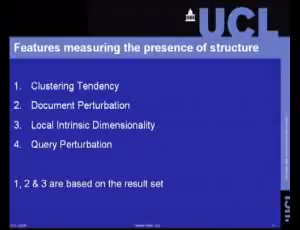 UCL
Features measuring the presence of structure
1. Clustering Tendency
2. Document Perturbation
3. Local Intrinsic Dimensionality
4. Query Perturbation
1, 2 & 3 are based on the result set
UCL